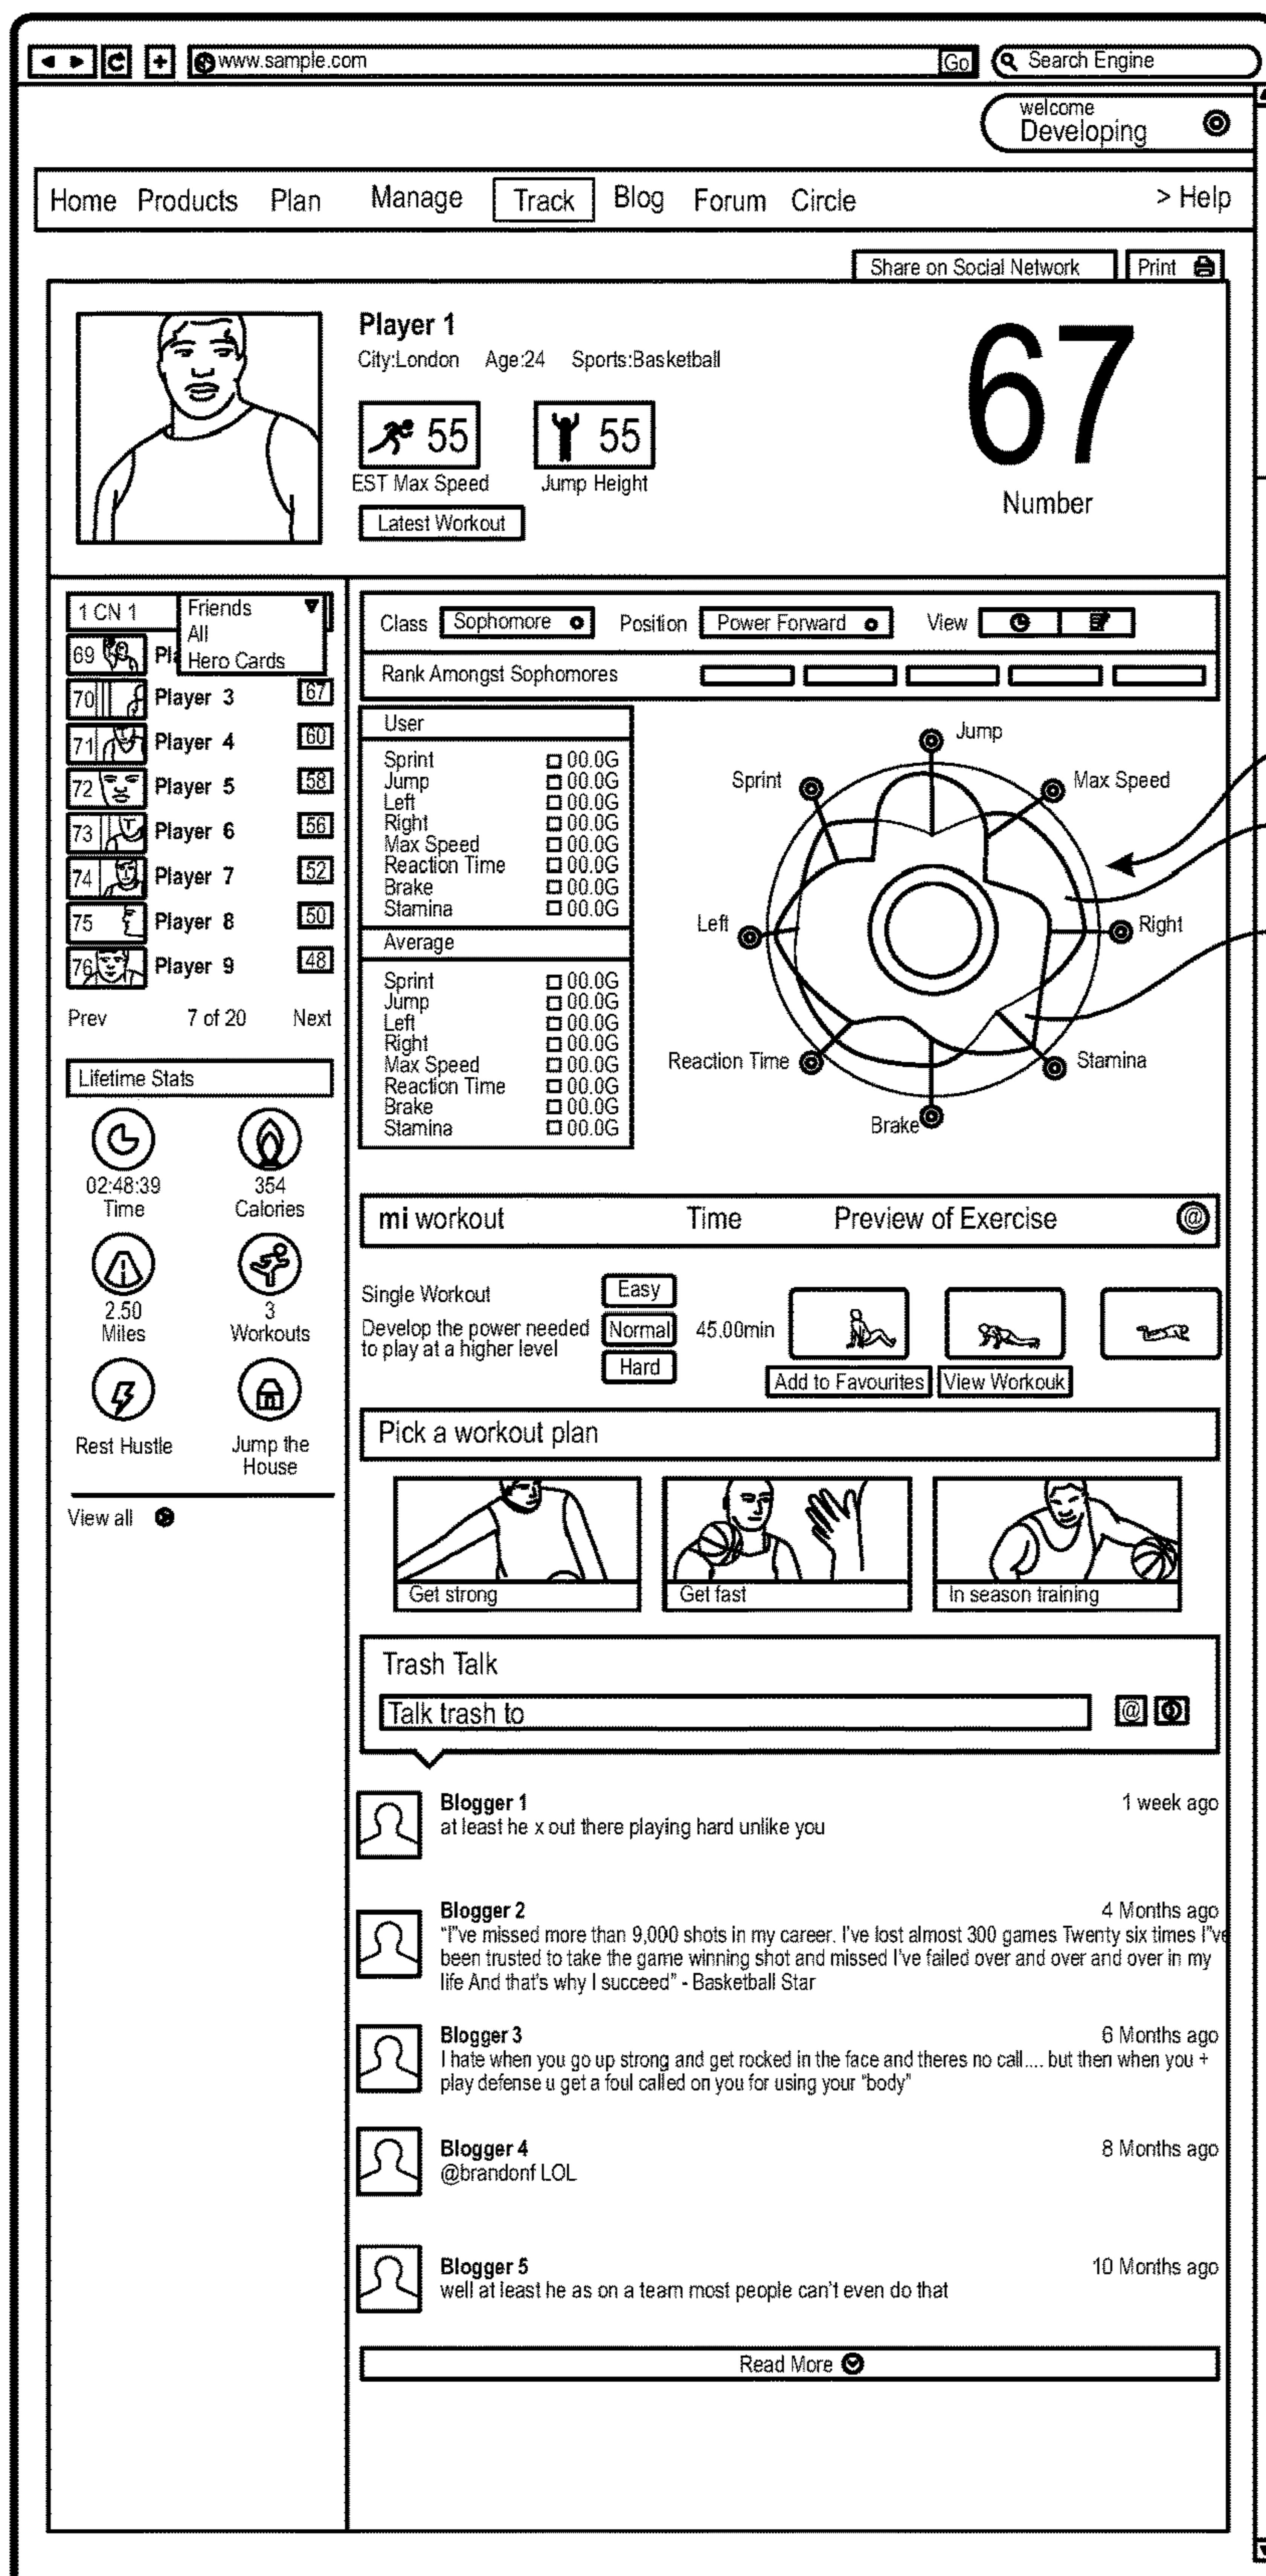 www.sample.com Go Search Engine
welcome
Developing
Home Products Plan Manage Track Blog Forum Circle > Help
Share on Social Network Print
Player 1
City:London Age:24 Sports:Basketball
67
55 55
EST Max Speed Jump Height
Number
Latest Workout
1 CN 1 Friends
All
Hero Cards
69
70 Player 3 67
71 Player 4 60
72 Player 5 58
73 Player 6 56
74 Player 7 52
75 Player 8 50
76 Player 9 48
Prev 7 of 20 Next
Lifetime Stats
02:48:39 354
Time Calories
2.50 3
Miles Workouts
Rest Hustle Jump the
House
View all
Class Sophomore Position Power Forward View
Rank Amongst Sophomores
User
Sprint 00.0G
Jump 00.0G
Left 00.0G
Right 00.0G
Max Speed 00.0G
Reaction Time 00.0G
Brake 00.0G
Stamina 00.0G
Average
Sprint 00.0G
Jump 00.0G
Left 00.0G
Right 00.0G
Max Speed 00.0G
Reaction Time 00.0G
Brake 00.0G
Stamina 00.0G
Jump
Sprint Max Speed
Left Right
Reaction Time Stamina
Brake
mi workout Time Preview of Exercise @
Single Workout
Develop the power needed
to play at a higher level
Easy
Normal 45.00min
Hard
Add to Favourites View Workouk
Pick a workout plan
Get strong Get fast In season training
Trash Talk
Talk trash to @
Blogger 1 1 week ago
at least he x out there playing hard unlike you
Blogger 2 4 Months ago
"I"ve missed more than 9,000 shots in my career. I've lost almost 300 games Twenty six times I"ve
been trusted to take the game winning shot and missed I've failed over and over and over in my
life And that's why I succeed" - Basketball Star
Blogger 3 6 Months ago
I hate when you go up strong and get rocked in the face and theres no call.... but then when you +
play defense u get a foul called on you for using your "body"
Blogger 4 8 Months ago
@brandonf LOL
Blogger 5 10 Months ago
well at least he as on a team most people can't even do that
Read More